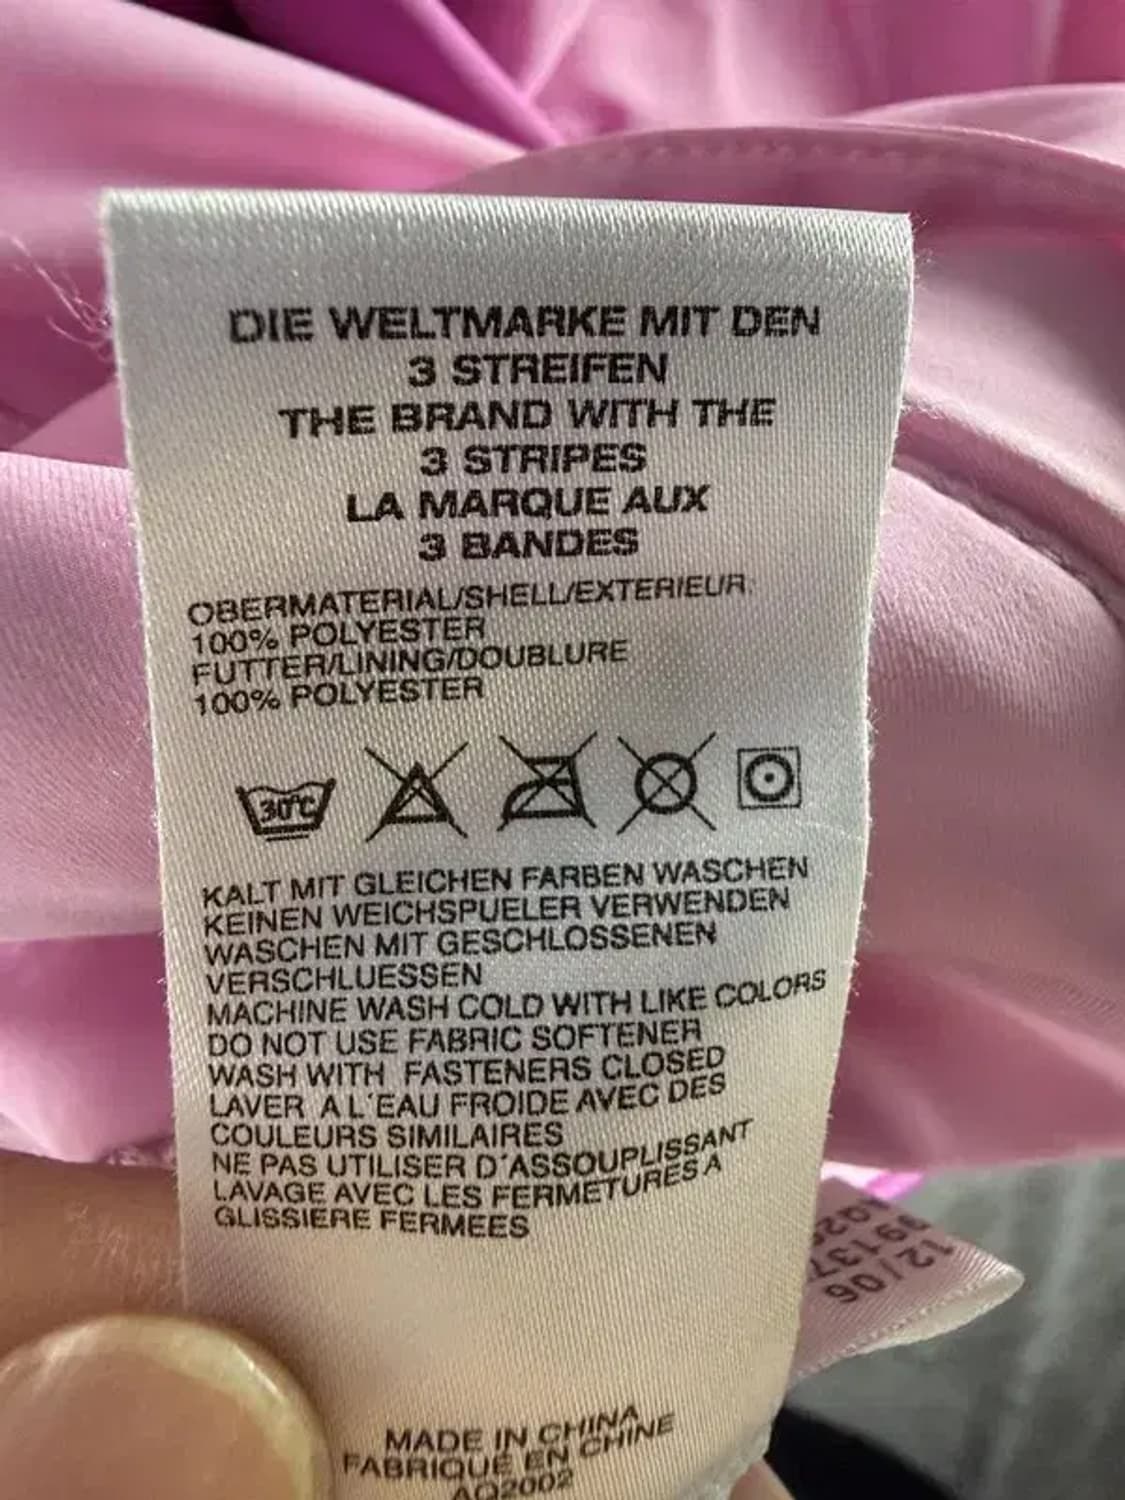 DIE WELTMARKE MIT DEN
3 STREIFEN
THE BRAND WITH THE
3 STRIPES
LA MARQUE AUX
3 BANDES
OBERMATERIAL/SHELL/EXTERIEUR:
100% POLYESTER
FUTTER/LINING/DOUBLURE
100% POLYESTER
30°C
KALT MIT GLEICHEN FARBEN WASCHEN
KEINEN WEICHSPUELER VERWENDEN
WASCHEN MIT GESCHLOSSENEN
VERSCHLUESSEN
MACHINE WASH COLD WITH LIKE COLORS
DO NOT USE FABRIC SOFTENER
WASH WITH FASTENERS CLOSED
LAVER A L'EAU FROIDE AVEC DES
COULEURS SIMILAIRES
NE PAS UTILISER D'ASSOUPLISSANT
LAVAGE AVEC LES FERMETURES A
GLISSIERE FERMEES
MADE IN CHINA
FABRIQUE EN CHINE
AQ2002
12/06